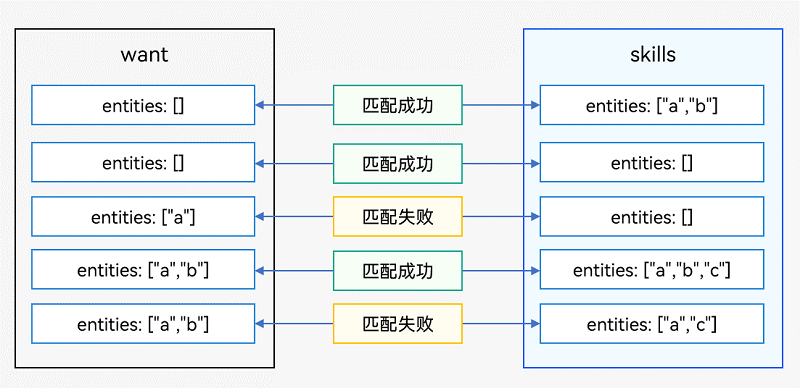 want
skills
entities: []
匹配成功
entities: ["a","b"]
entities: []
匹配成功
entities: []
entities: ["a"]
匹配失败
entities: []
entities: ["a","b"]
匹配成功
entities: ["a","b","c"]
entities: ["a","b"]
匹配失败
entities: ["a","c"]